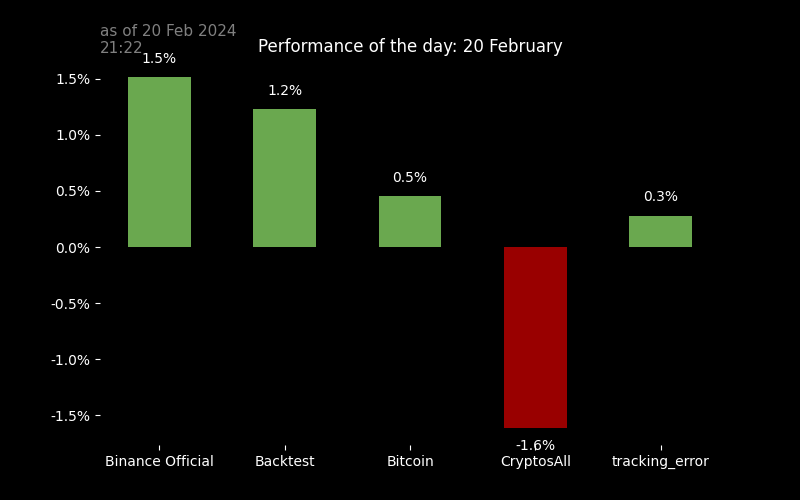 as of 20 Feb 2024
21:22
Performance of the day: 20 February
1.5%
1.2%
0.5%
-1.6%
0.3%
1.5%
1.0%
0.5%
0.0%
-0.5%
-1.0%
-1.5%
Binance Official
Backtest
Bitcoin
CryptosAll
tracking_error